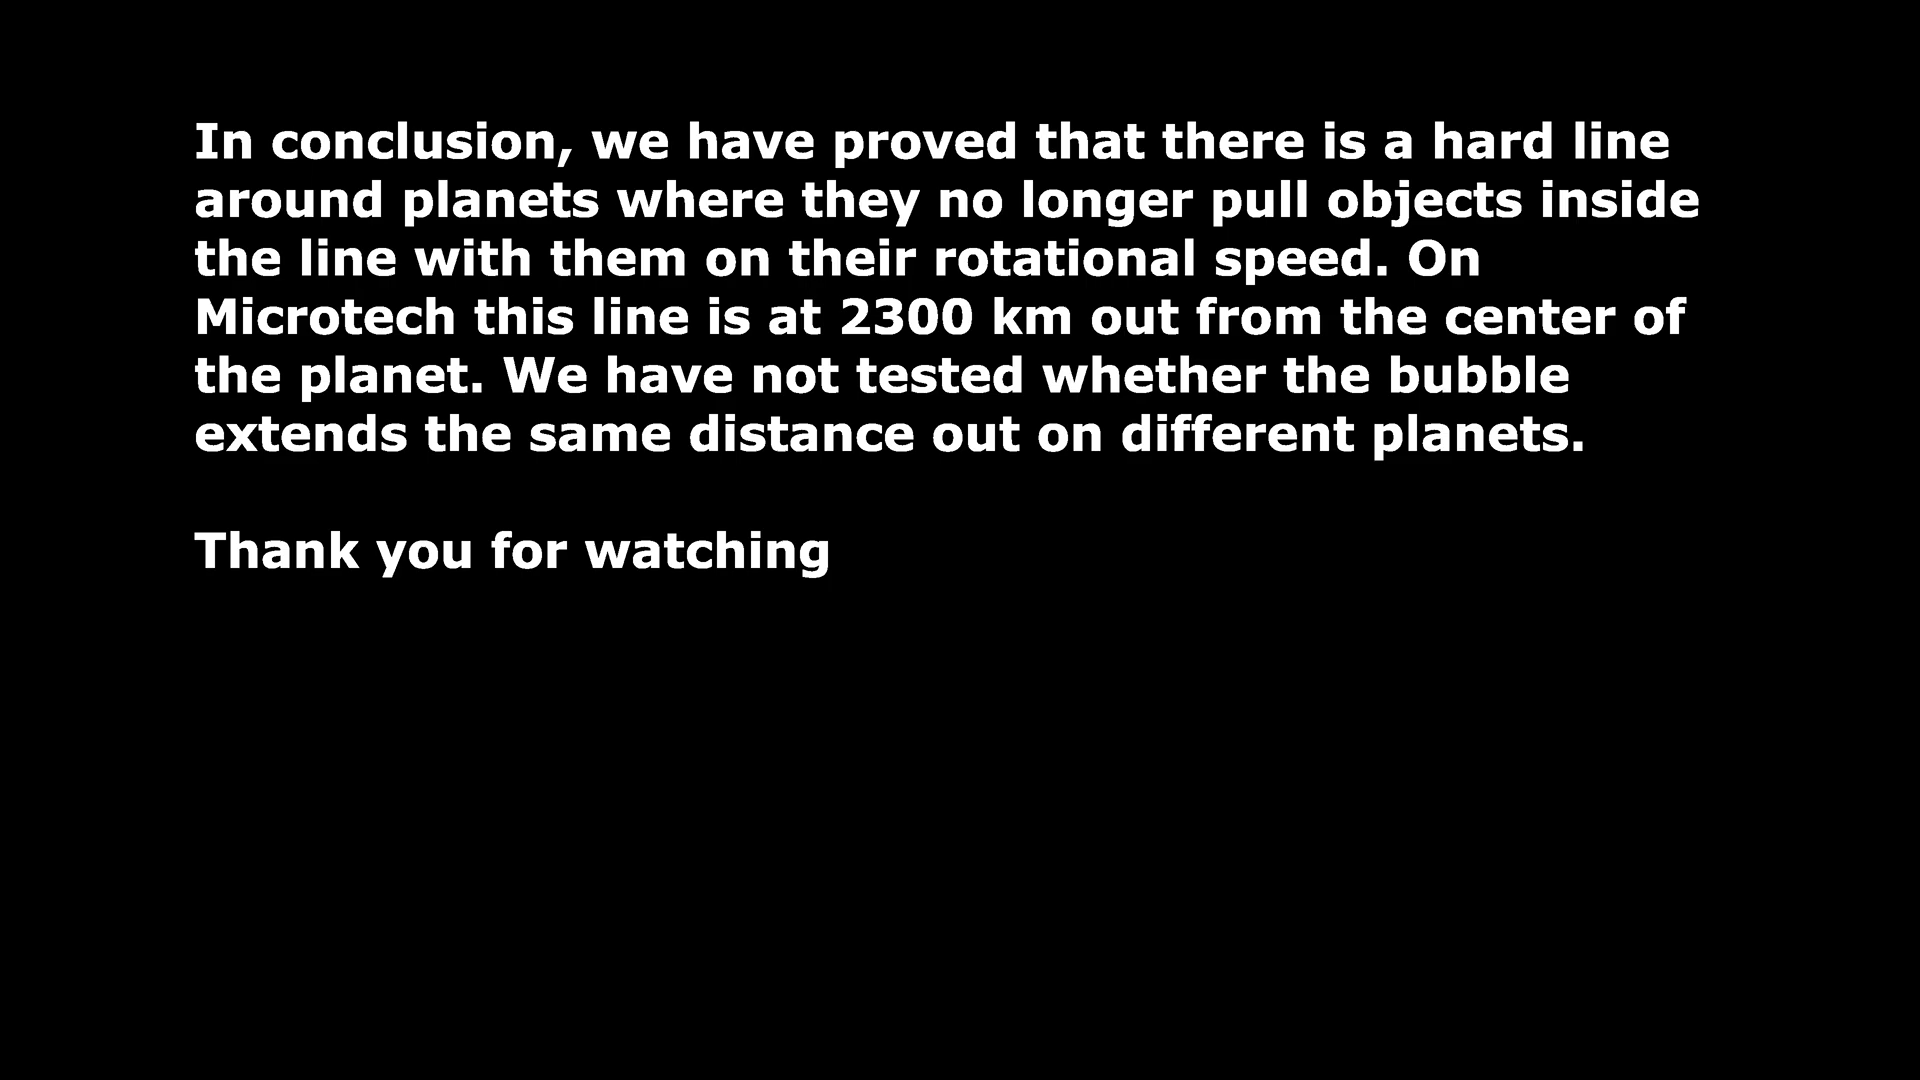 In conclusion, we have proved that there is a hard line
around planets where they no longer pull objects inside
the line with them on their rotational speed. On
Microtech this line is at 2300 km out from the center of
the planet. We have not tested whether the bubble
extends the same distance out on different planets.
Thank you for watching